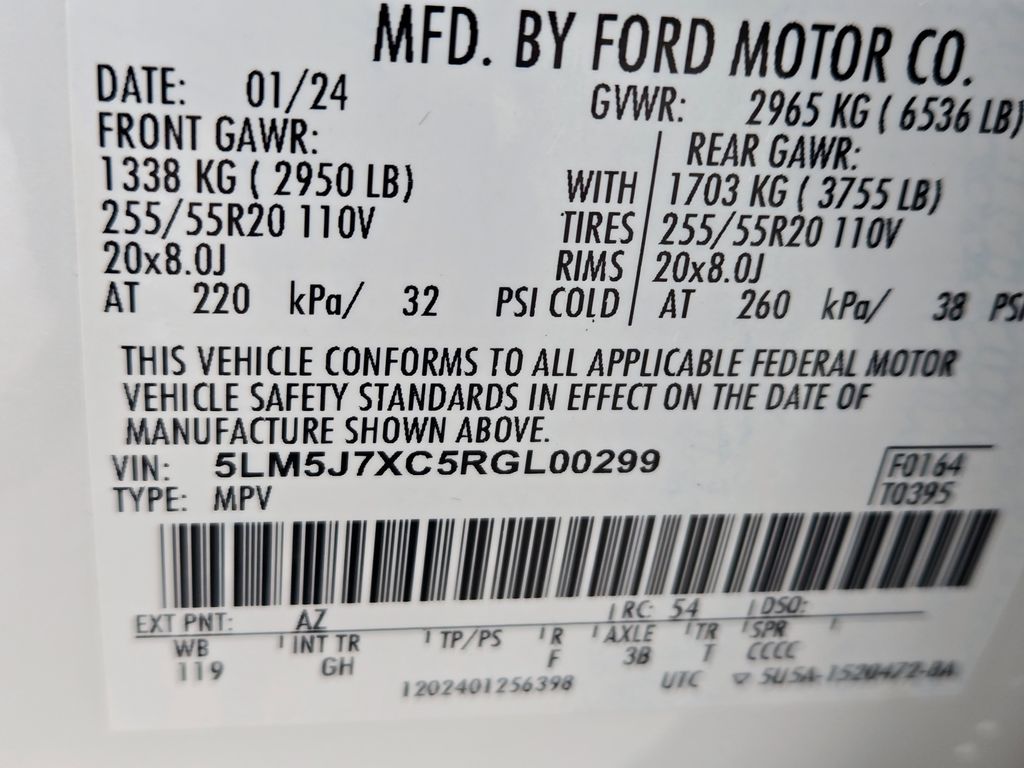 MFD. BY FORD MOTOR CO.
DATE: 01/24 GVWR: 2965 KG ( 6536 LB)
FRONT GAWR: REAR GAWR:
1338 KG ( 2950 LB) WITH 1703 KG ( 3755 LB)
255/55R20 110V TIRES 255/55R20 110V
20x8.0J RIMS 20x8.0J
AT 220 kPa/ 32 PSI COLD AT 260 kPa/ 38 PSI
THIS VEHICLE CONFORMS TO ALL APPLICABLE FEDERAL MOTOR
VEHICLE SAFETY STANDARDS IN EFFECT ON THE DATE OF
MANUFACTURE SHOWN ABOVE.
VIN: 5LM5J7XC5RGL00299 F0164
TYPE: MPV T0395
EXT PNT: AZ RC: 54 DSO:
WB INT TR TP/PS R AXLE TR SPR
119 GH F 3B T CCCC
1202401256398 UTC